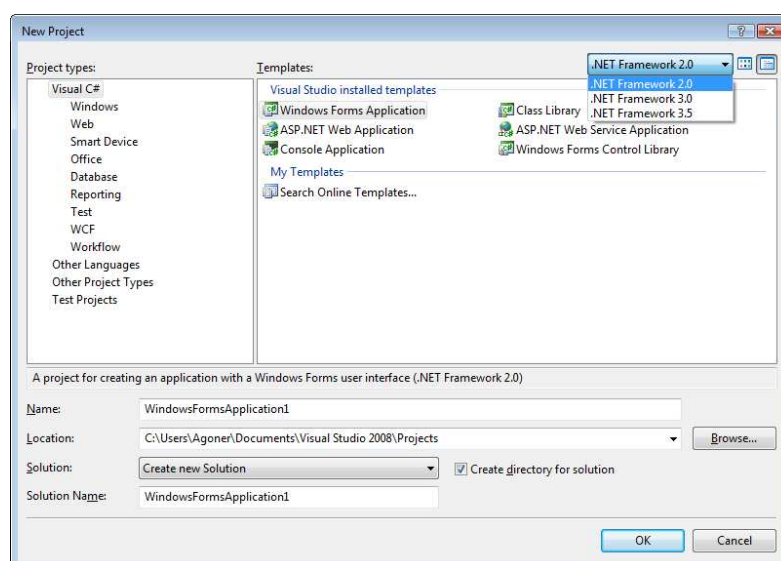 New Project
Project types:
Templates:
.NET Framework 2.0
.NET Framework 2.0
.NET Framework 3.0
.NET Framework 3.5
Visual C#
Windows
Web
Smart Device
Office
Database
Reporting
Test
WCF
Workflow
Other Languages
Other Project Types
Test Projects
Visual Studio installed templates
Windows Forms Application
Class Library
ASP.NET Web Application
ASP.NET Web Service Application
Console Application
Windows Forms Control Library
My Templates
Search Online Templates...
A project for creating an application with a Windows Forms user interface (.NET Framework 2.0)
Name:
WindowsFormsApplication1
Location:
C:\Users\Agoner\Documents\Visual Studio 2008\Projects
Browse...
Solution:
Create new Solution
Create directory for solution
Solution Name:
WindowsFormsApplication1
OK
Cancel